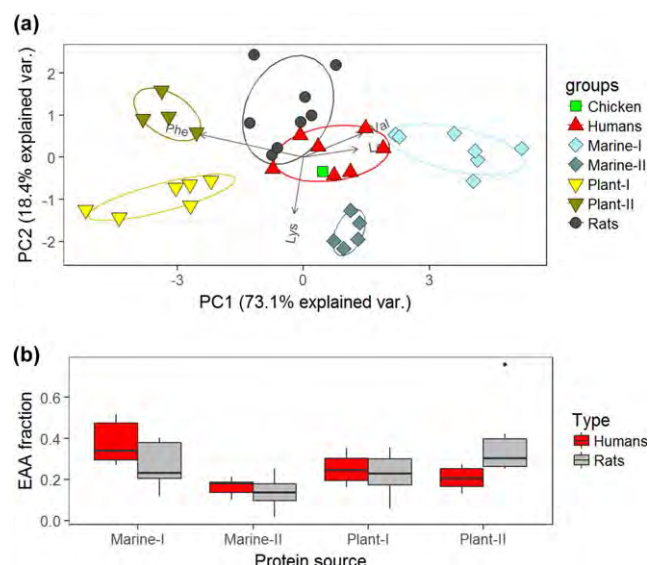 (a)
PC2 (18.4% explained var.)
2
1
0
-1
-2
Phe
Val
Lys
-3
0
3
PC1 (73.1% explained var.)
groups
Chicken
Humans
Marine-I
Marine-II
Plant-I
Plant-II
Rats
(b)
EAA fraction
0.6
0.4
0.2
0.0
Marine-I
Marine-II
Plant-I
Plant-II
Protein source
Type
Humans
Rats